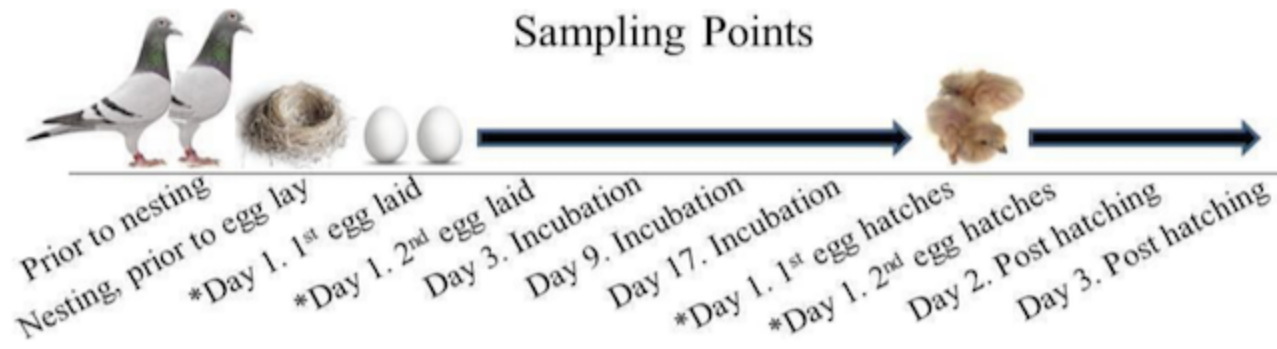 Sampling Points
Prior to nesting
Nesting, prior to egg lay
*Day 1. 1st egg laid
*Day 1. 2nd egg laid
Day 3. Incubation
Day 9. Incubation
Day 17. Incubation
*Day 1. 1st egg hatches
*Day 1. 2nd egg hatches
Day 2. Post hatching
Day 3. Post hatching